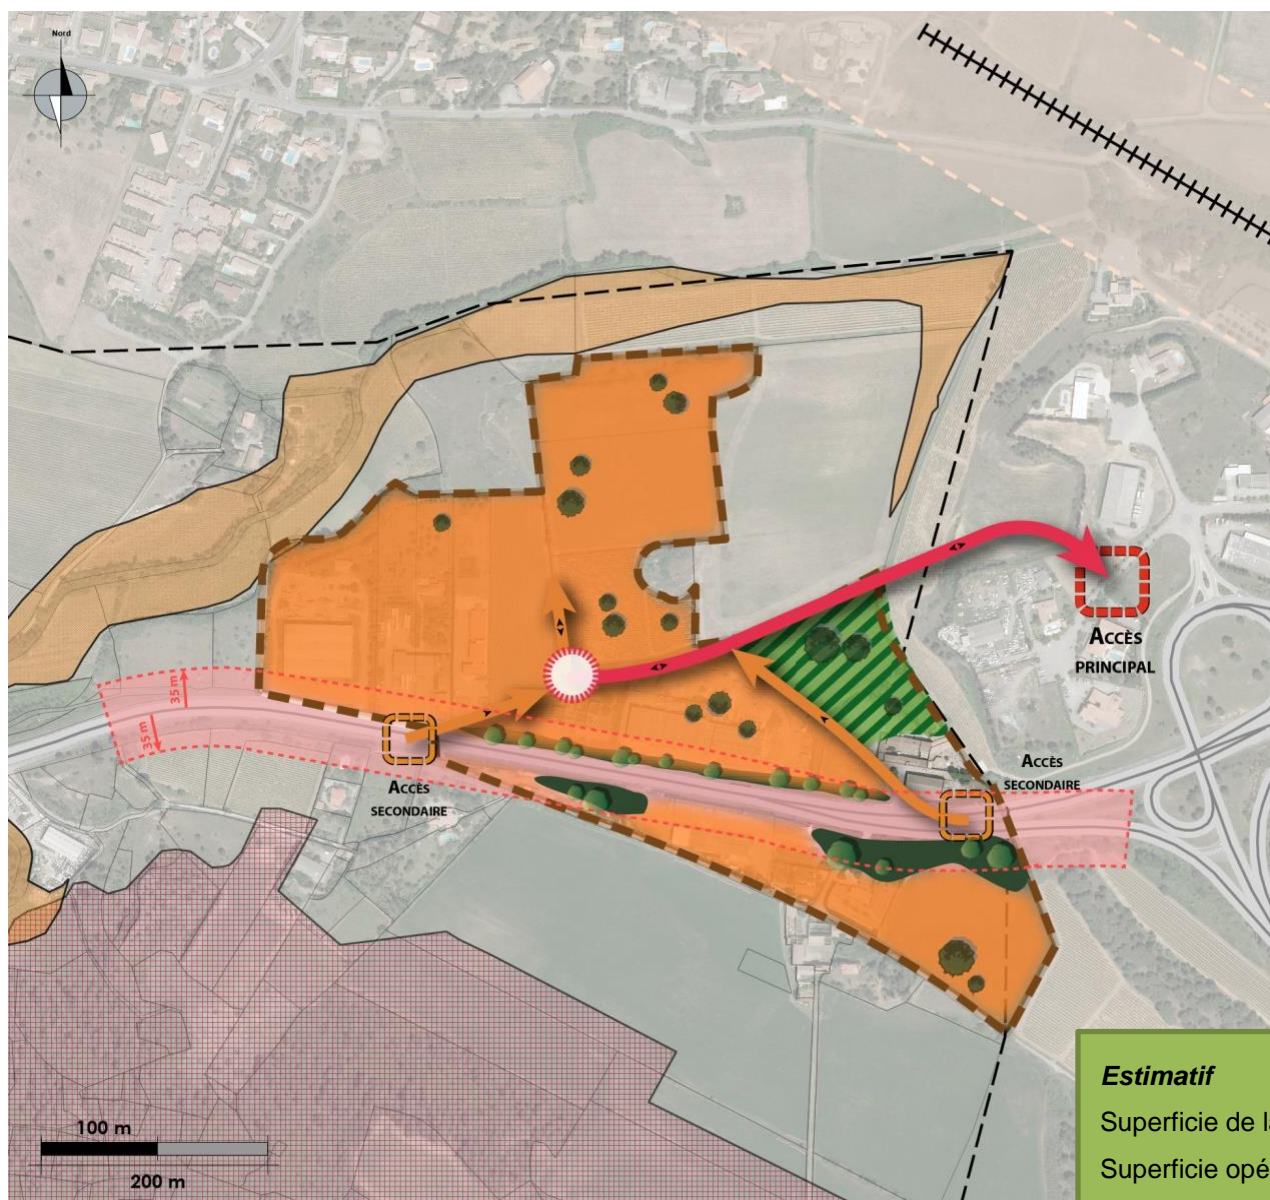 Nord
35 m
35 m
ACCÈS
PRINCIPAL
ACCÈS
SECONDAIRE
ACCÈS
SECONDAIRE
Estimatif
Superficie de l
Superficie opé
100 m
200 m